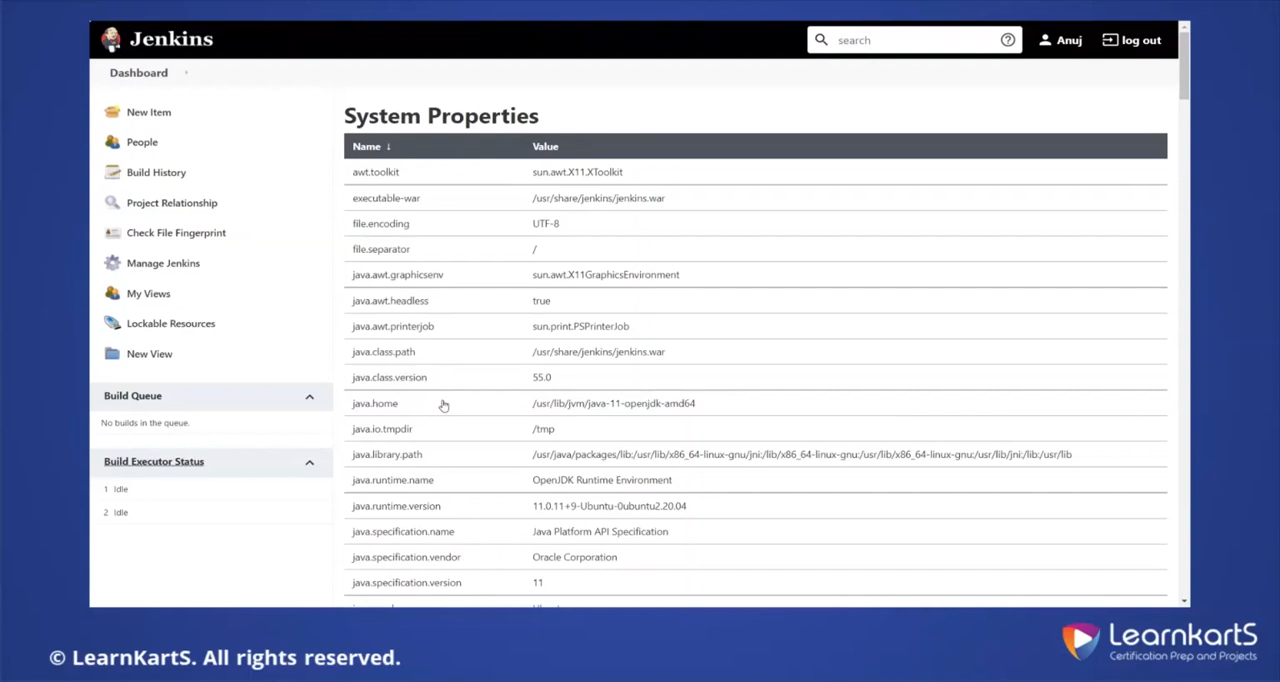 Jenkins
search
Anuj
log out
Dashboard
New Item
People
Build History
Project Relationship
Check File Fingerprint
Manage Jenkins
My Views
Lockable Resources
New View
Build Queue
No builds in the queue.
Build Executor Status
1 Idle
2 Idle
System Properties
Name ↓ Value
awt.toolkit sun.awt.X11.XToolkit
executable-war /usr/share/jenkins/jenkins.war
file.encoding UTF-8
file.separator /
java.awt.graphicsenv sun.awt.X11GraphicsEnvironment
java.awt.headless true
java.awt.printerjob sun.print.PSPrinterJob
java.class.path /usr/share/jenkins/jenkins.war
java.class.version 55.0
java.home /usr/lib/jvm/java-11-openjdk-amd64
java.io.tmpdir /tmp
java.library.path /usr/java/packages/lib:/usr/lib/x86_64-linux-gnu/jni:/lib/x86_64-linux-gnu:/usr/lib/x86_64-linux-gnu:/usr/lib/jni:/lib:/usr/lib
java.runtime.name OpenJDK Runtime Environment
java.runtime.version 11.0.11+9-Ubuntu-0ubuntu2.20.04
java.specification.name Java Platform API Specification
java.specification.vendor Oracle Corporation
java.specification.version 11
© LearnKartS. All rights reserved.
LearnkartS
Certification Prep and Projects